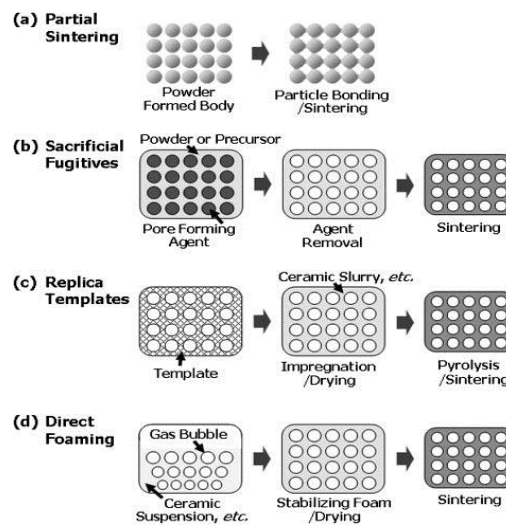 (a) Partial
Sintering
Powder
Formed Body
Particle Bonding
/Sintering
(b) Sacrificial
Fugitives
Powder or Precursor
Pore Forming
Agent
Agent
Removal
Sintering
(c) Replica
Templates
Ceramic Slurry, etc.
Template
Impregnation
/Drying
Pyrolysis
/Sintering
(d) Direct
Foaming
Gas Bubble
Ceramic
Suspension, etc.
Stabilizing Foam
/Drying
Sintering